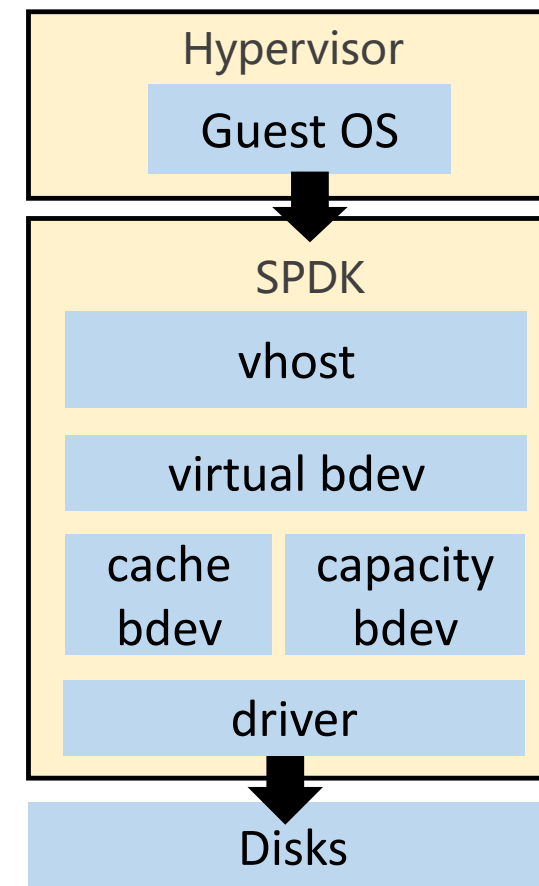 Hypervisor
Guest OS
SPDK
vhost
virtual bdev
cache
bdev
capacity
bdev
driver
Disks